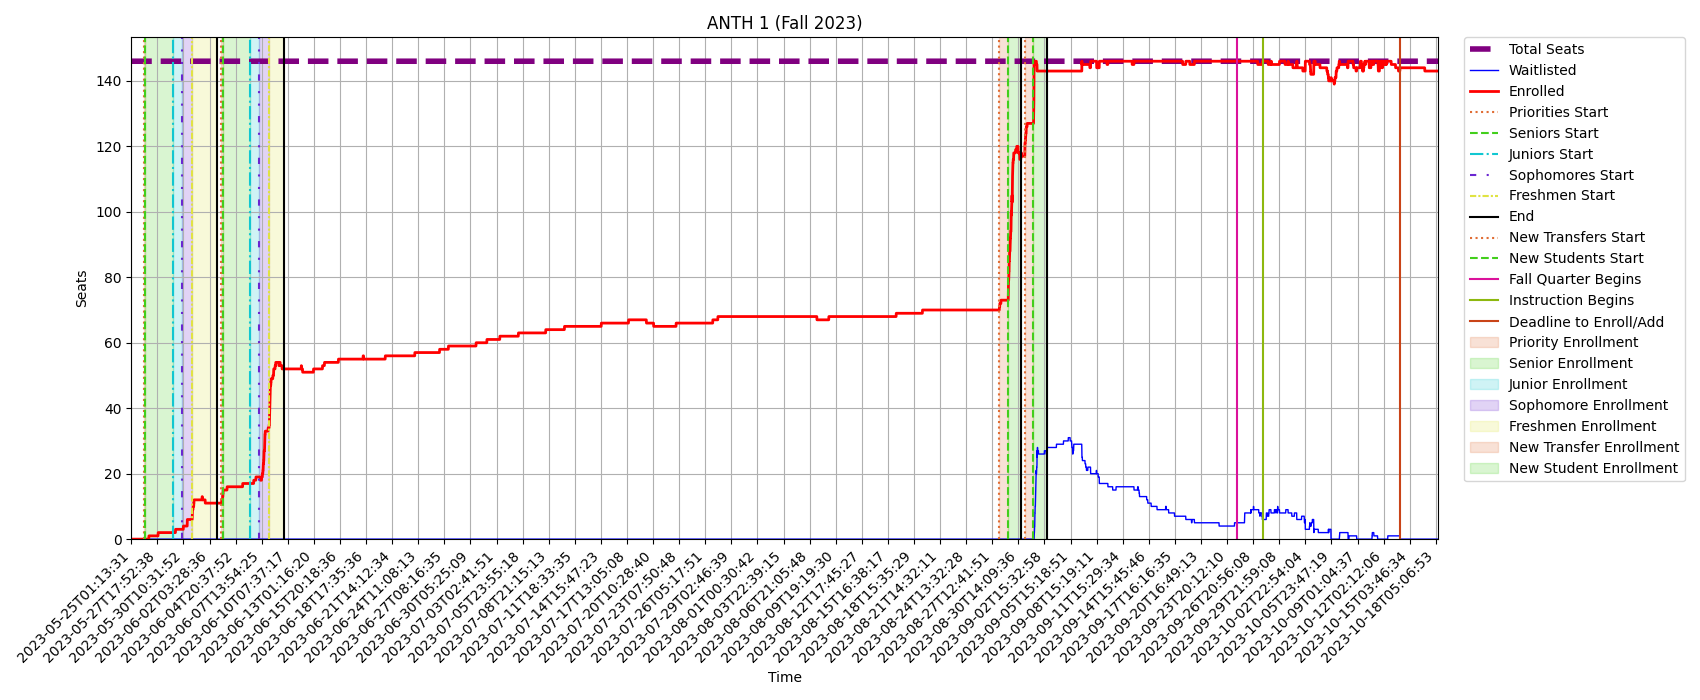 ANTH 1 (Fall 2023)
140
120
100
80
60
40
20
0
Seats
2023-05-25T01:13:31
2023-05-27T17:52:38
2023-05-30T10:31:52
2023-06-02T03:28:36
2023-06-04T20:37:52
2023-06-07T13:54:25
2023-06-10T07:37:17
2023-06-13T01:16:20
2023-06-15T20:18:36
2023-06-18T17:35:36
2023-06-21T14:12:34
2023-06-24T11:08:13
2023-06-27T08:16:35
2023-06-30T05:25:09
2023-07-03T02:41:51
2023-07-05T23:55:18
2023-07-08T21:15:13
2023-07-11T18:33:35
2023-07-14T15:47:23
2023-07-17T13:05:08
2023-07-20T10:28:40
2023-07-23T07:50:48
2023-07-26T05:17:51
2023-07-29T02:46:39
2023-08-01T00:30:42
2023-08-03T22:39:15
2023-08-06T21:05:48
2023-08-09T19:19:30
2023-08-12T17:45:27
2023-08-15T16:38:17
2023-08-18T15:35:29
2023-08-21T14:32:11
2023-08-24T13:32:28
2023-08-27T12:41:51
2023-08-30T14:09:36
2023-09-02T15:32:58
2023-09-05T15:18:51
2023-09-08T15:19:11
2023-09-11T15:29:34
2023-09-14T15:45:46
2023-09-17T16:16:35
2023-09-20T16:49:13
2023-09-23T20:12:10
2023-09-26T20:56:08
2023-09-29T21:59:08
2023-10-02T22:54:04
2023-10-05T23:47:19
2023-10-09T01:04:37
2023-10-12T02:12:06
2023-10-15T03:46:34
2023-10-18T05:06:53
Time
Total Seats
Waitlisted
Enrolled
Priorities Start
Seniors Start
Juniors Start
Sophomores Start
Freshmen Start
End
New Transfers Start
New Students Start
Fall Quarter Begins
Instruction Begins
Deadline to Enroll/Add
Priority Enrollment
Senior Enrollment
Junior Enrollment
Sophomore Enrollment
Freshmen Enrollment
New Transfer Enrollment
New Student Enrollment